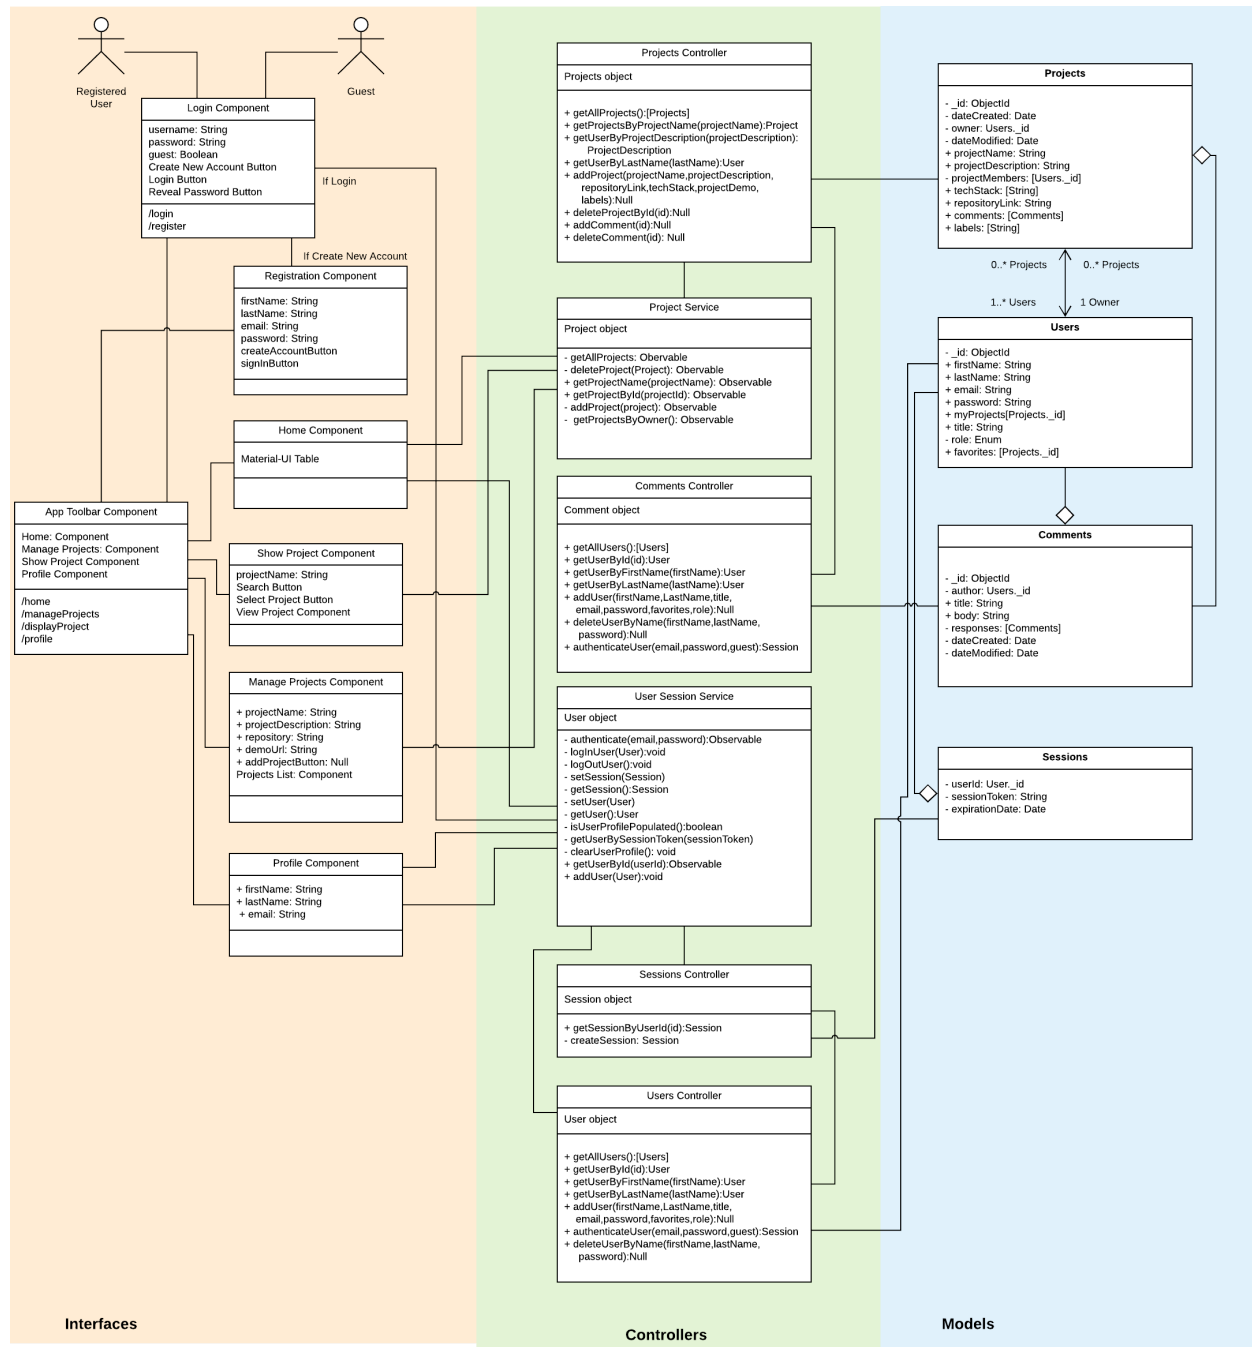 Registered
User
Guest
Login Component
username: String
password: String
guest: Boolean
Create New Account Button
Login Button
Reveal Password Button
/login
/register
If Login
If Create New Account
Registration Component
firstName: String
lastName: String
email: String
password: String
createAccountButton
signInButton
Home Component
Material-UI Table
App Toolbar Component
Home: Component
Manage Projects: Component
Show Project Component
Profile Component
/home
/manageProjects
/displayProject
/profile
Show Project Component
projectName: String
Search Button
Select Project Button
View Project Component
Manage Projects Component
+ projectName: String
+ projectDescription: String
+ repository: String
+ demoUrl: String
+ addProjectButton: Null
Projects List: Component
Profile Component
+ firstName: String
+ lastName: String
+ email: String
Interfaces
Projects Controller
Projects object
+ getAllProjects():[Projects]
+ getProjectsByProjectName(projectName):Project
+ getUserByProjectDescription(projectDescription):
ProjectDescription
+ getUserByLastName(lastName):User
+ addProject(projectName,projectDescription,
repositoryLink,techStack,projectDemo,
labels):Null
+ deleteProjectById(id):Null
+ addComment(id):Null
+ deleteComment(id): Null
Project Service
Project object
- getAllProjects: Obervable
- deleteProject(Project): Obervable
+ getProjectName(projectName): Observable
+ getProjectById(projectId): Observable
- addProject(project): Observable
- getProjectsByOwner(): Observable
Comments Controller
Comment object
+ getAllUsers():[Users]
+ getUserById(id):User
+ getUserByFirstName(firstName):User
+ getUserByLastName(lastName):User
+ addUser(firstName,LastName,title,
email,password,favorites,role):Null
+ deleteUserByName(firstName,lastName,
password):Null
+ authenticateUser(email,password,guest):Session
User Session Service
User object
- authenticate(email,password):Observable
- logInUser(User):void
- logOutUser():void
- setSession(Session)
- getSession():Session
- setUser(User)
- getUser():User
- isUserProfilePopulated():boolean
- getUserBySessionToken(sessionToken)
- clearUserProfile(): void
+ getUserById(userId):Observable
+ addUser(User):void
Sessions Controller
Session object
+ getSessionByUserId(id):Session
- createSession: Session
Users Controller
User object
+ getAllUsers():[Users]
+ getUserById(id):User
+ getUserByFirstName(firstName):User
+ getUserByLastName(lastName):User
+ addUser(firstName,LastName,title,
email,password,favorites,role):Null
+ authenticateUser(email,password,guest):Session
+ deleteUserByName(firstName,lastName,
password):Null
Controllers
Projects
- _id: ObjectId
- dateCreated: Date
- owner: Users._id
- dateModified: Date
+ projectName: String
+ projectDescription: String
- projectMembers: [Users._id]
+ techStack: [String]
+ repositoryLink: String
+ comments: [Comments]
+ labels: [String]
0..* Projects 0..* Projects
1..* Users 1 Owner
Users
- _id: ObjectId
+ firstName: String
+ lastName: String
+ email: String
+ password: String
+ myProjects[Projects._id]
+ title: String
- role: Enum
+ favorites: [Projects._id]
Comments
- _id: ObjectId
- author: Users._id
+ title: String
+ body: String
- responses: [Comments]
- dateCreated: Date
- dateModified: Date
Sessions
- userId: User._id
- sessionToken: String
- expirationDate: Date
Models